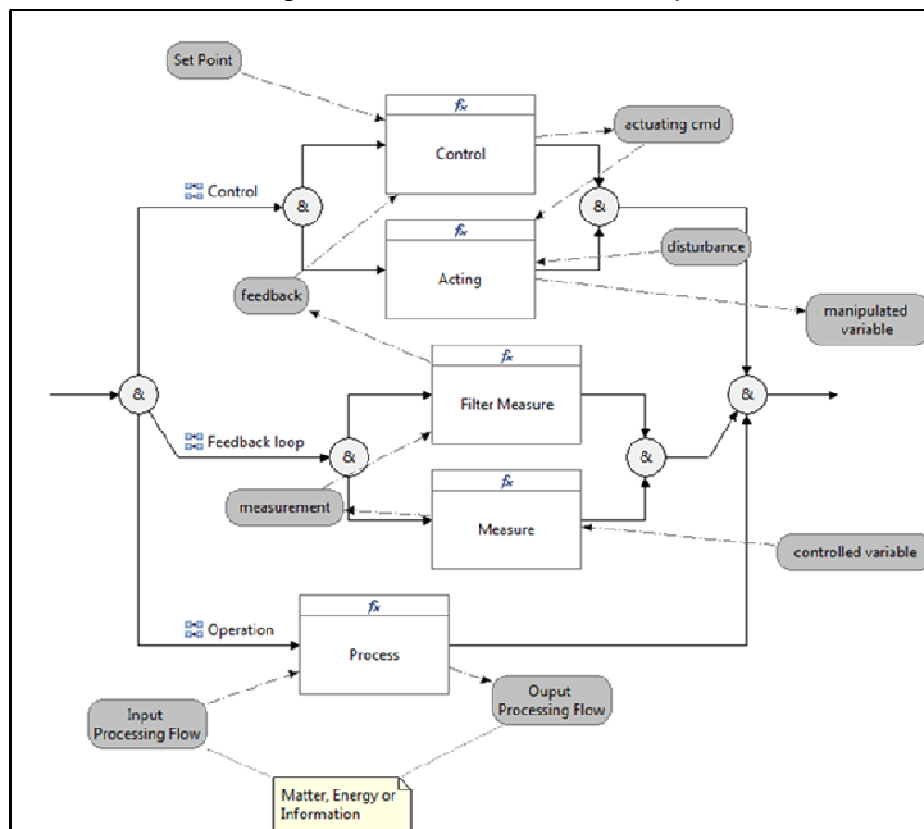 Set Point
fx
Control
actuating cmd
Control
&
&
fx
Acting
disturbance
feedback
manipulated
variable
fx
Filter Measure
&
&
Feedback loop
&
&
measurement
fx
Measure
controlled variable
Operation
fx
Process
Input
Processing Flow
Ouput
Processing Flow
Matter, Energy or
Information